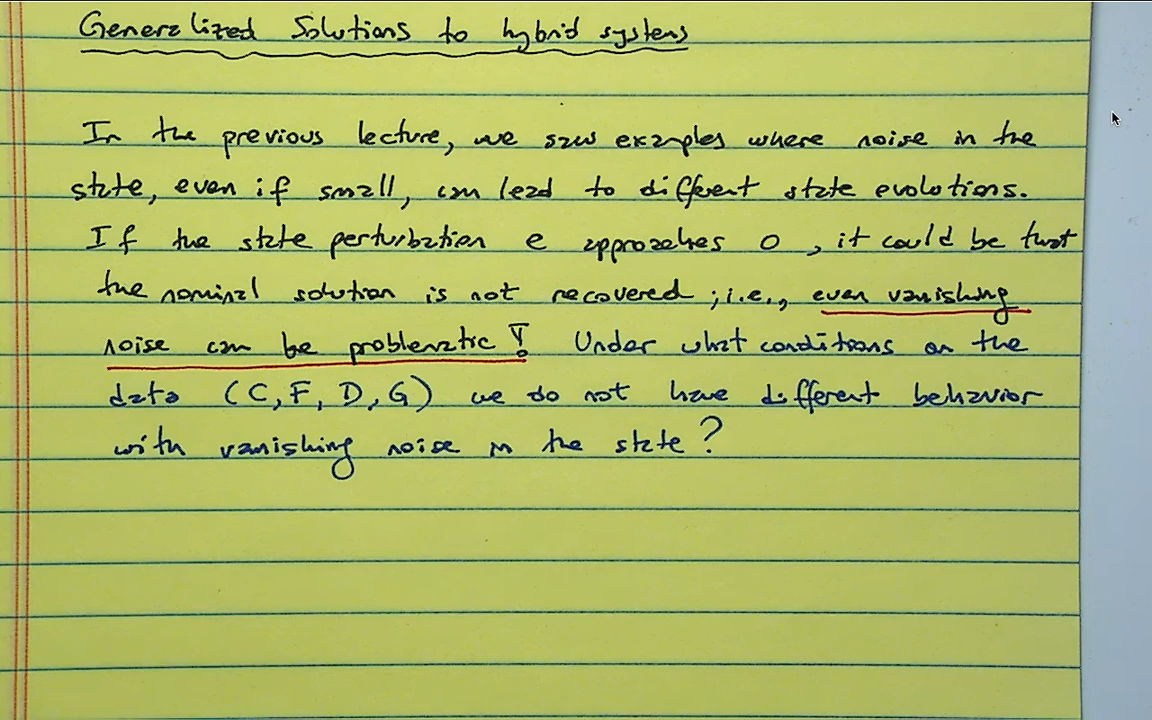 Generalized Solutions to hybrid systems
In the previous lecture, we saw examples where noise in the
state, even if small, can lead to different state evolutions.
If the state perturbation e approaches 0, it could be that
the nominal solution is not recovered; i.e., even vanishing
noise can be problematic! Under what conditions on the
data (C, F, D, G) we do not have different behavior
with vanishing noise in the state?